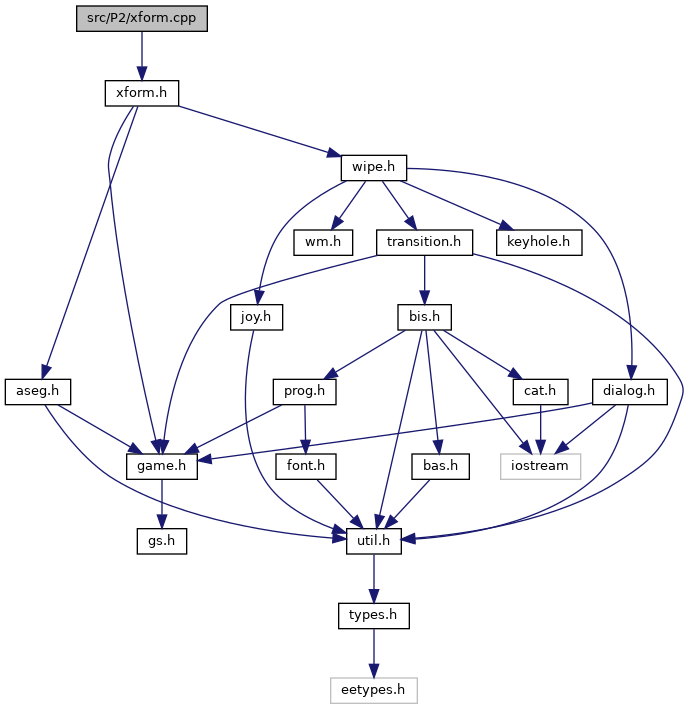 src/P2/xform.cpp
xform.h
wipe.h
wm.h
transition.h
keyhole.h
joy.h
bis.h
aseg.h
prog.h
cat.h
dialog.h
game.h
font.h
bas.h
iostream
gs.h
util.h
types.h
eetypes.h